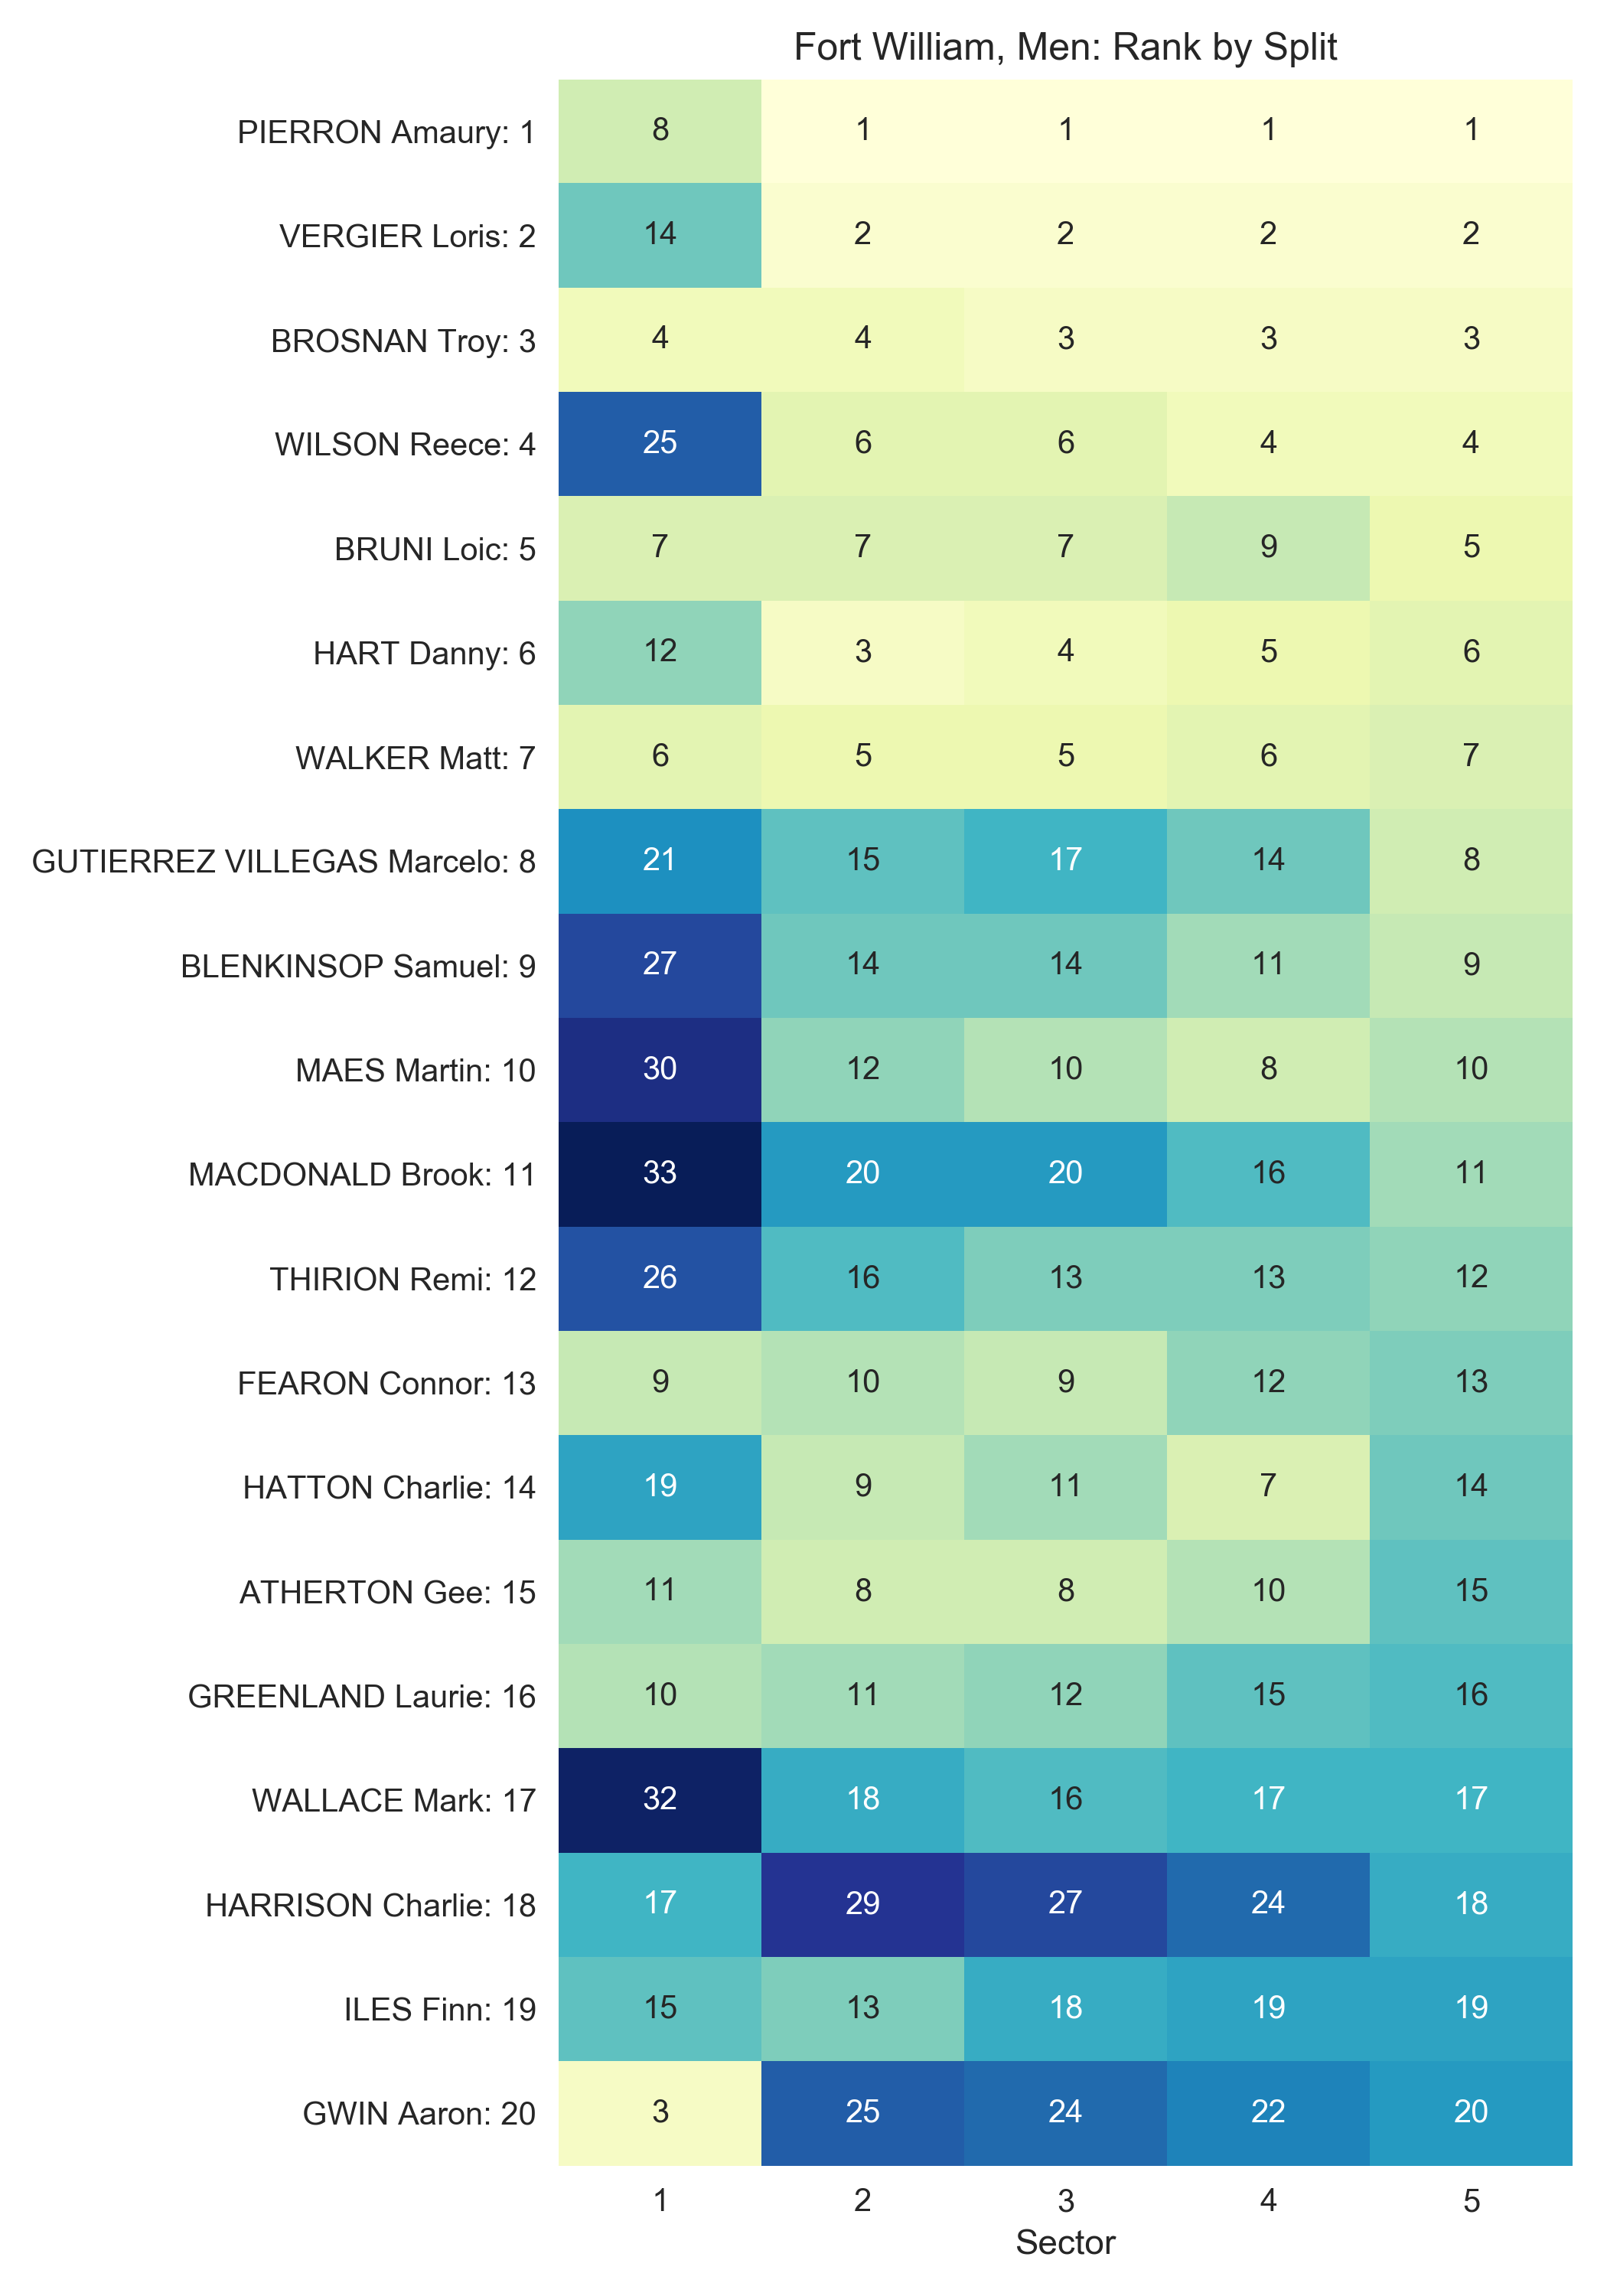 Fort William, Men: Rank by Split
PIERRON Amaury: 1 8 1 1 1 1
VERGIER Loris: 2 14 2 2 2 2
BROSNAN Troy: 3 4 4 3 3 3
WILSON Reece: 4 25 6 6 4 4
BRUNI Loic: 5 7 7 7 9 5
HART Danny: 6 12 3 4 5 6
WALKER Matt: 7 6 5 5 6 7
GUTIERREZ VILLEGAS Marcelo: 8 21 15 17 14 8
BLENKINSOP Samuel: 9 27 14 14 11 9
MAES Martin: 10 30 12 10 8 10
MACDONALD Brook: 11 33 20 20 16 11
THIRION Remi: 12 26 16 13 13 12
FEARON Connor: 13 9 10 9 12 13
HATTON Charlie: 14 19 9 11 7 14
ATHERTON Gee: 15 11 8 8 10 15
GREENLAND Laurie: 16 10 11 12 15 16
WALLACE Mark: 17 32 18 16 17 17
HARRISON Charlie: 18 17 29 27 24 18
ILES Finn: 19 15 13 18 19 19
GWIN Aaron: 20 3 25 24 22 20
1 2 3 4 5
Sector